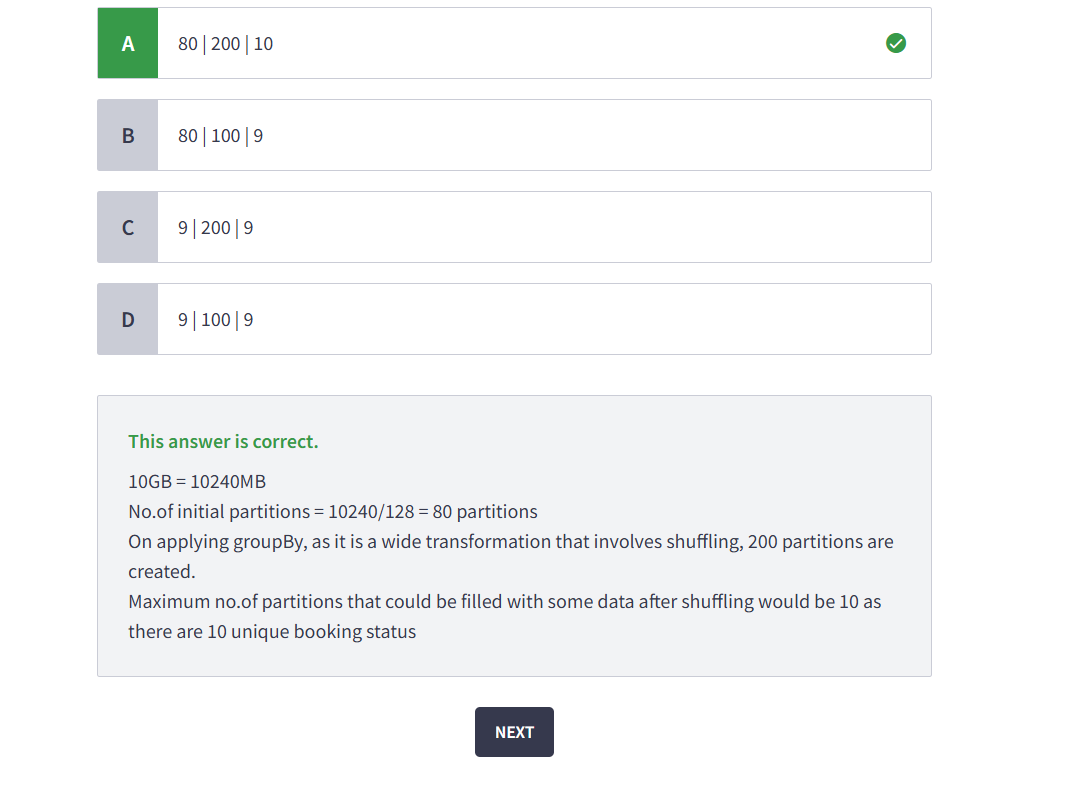 A 80 | 200 | 10
B 80 | 100 | 9
C 9 | 200 | 9
D 9 | 100 | 9
This answer is correct.
10GB = 10240MB
No.of initial partitions = 10240/128 = 80 partitions
On applying groupBy, as it is a wide transformation that involves shuffling, 200 partitions are
created.
Maximum no.of partitions that could be filled with some data after shuffling would be 10 as
there are 10 unique booking status
NEXT